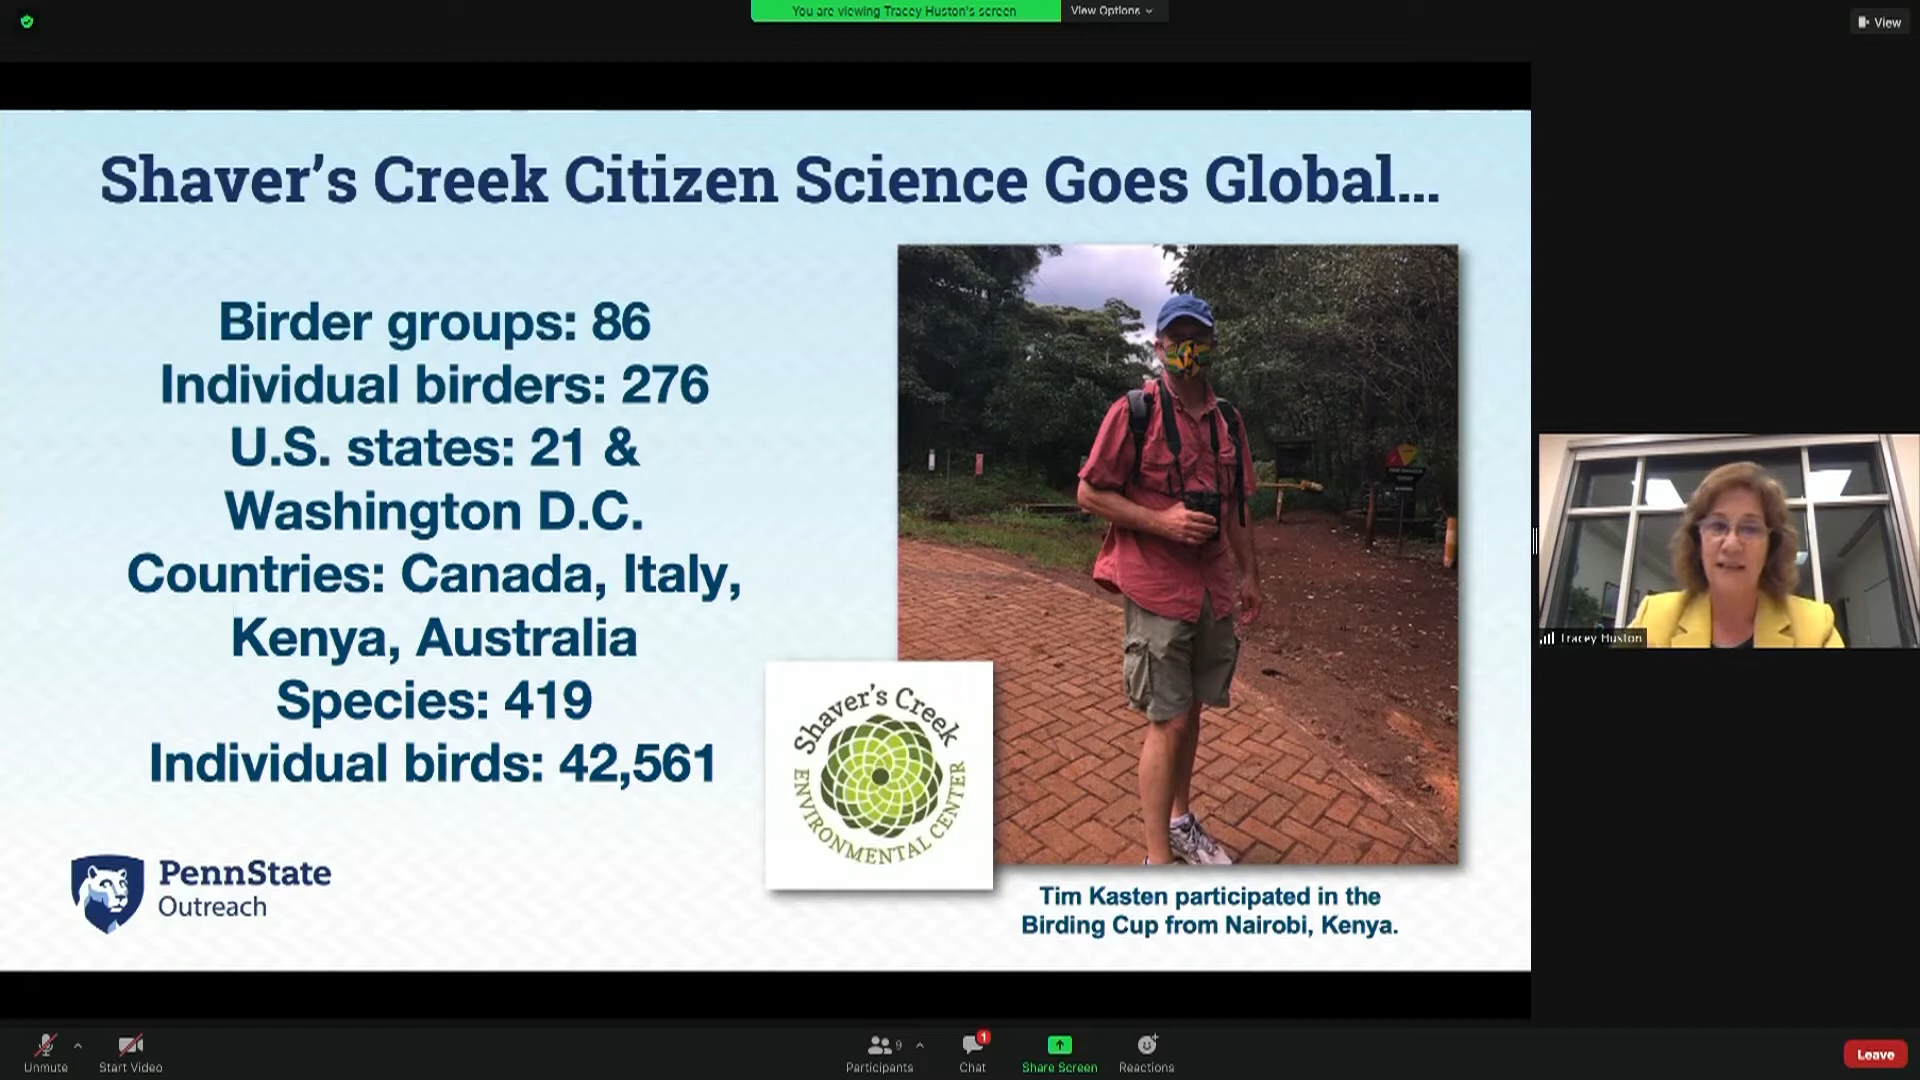 You are viewing Tracey Huston's screen
View Options
View
Shaver's Creek Citizen Science Goes Global...
Birder groups: 86
Individual birders: 276
U.S. states: 21 &
Washington D.C.
Countries: Canada, Italy,
Kenya, Australia
Species: 419
Individual birds: 42,561
Shaver's Creek
ENVIRONMENTAL CENTER
PennState
Outreach
Tim Kasten participated in the
Birding Cup from Nairobi, Kenya.
Tracey Huston
Unmute
Start Video
9
Participants
1
Chat
Share Screen
Reactions
Leave